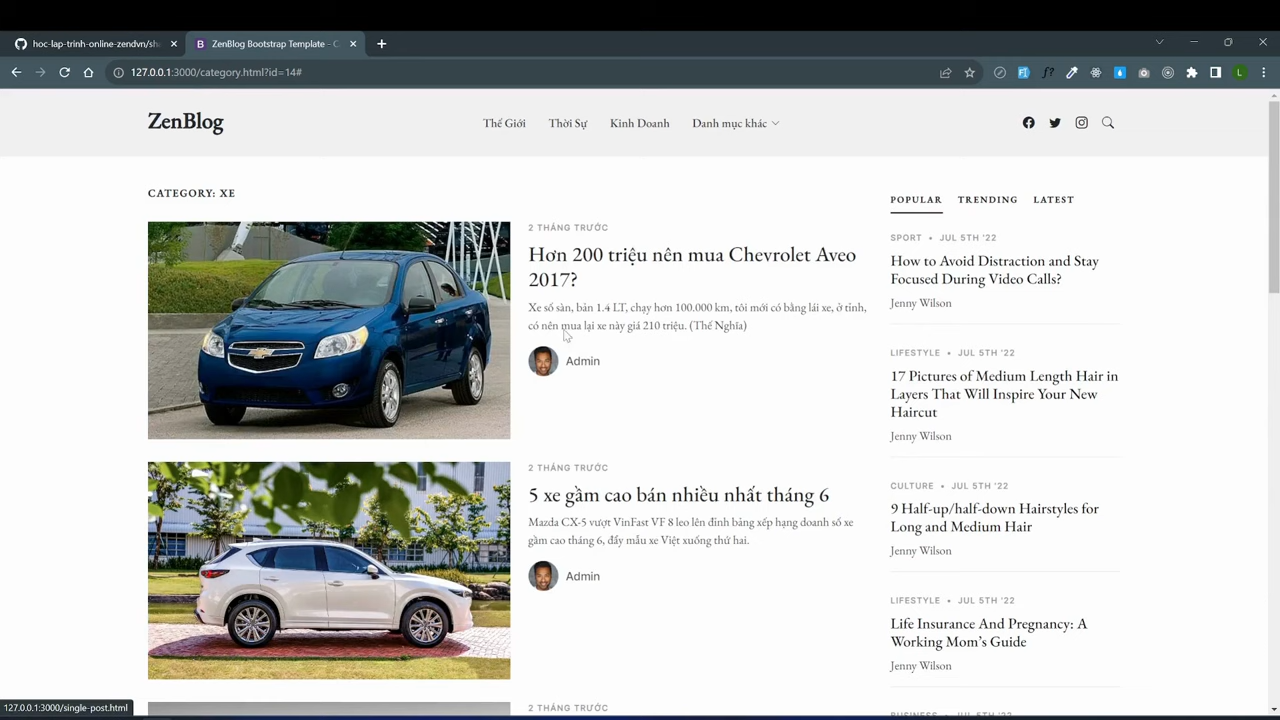 hoc-lap-trinh-online-zendvn/sh
ZenBlog Bootstrap Template - C
127.0.0.1:3000/category.html?id=14#
ZenBlog
Thế Giới
Thời Sự
Kinh Doanh
Danh mục khác
CATEGORY: XE
2 THÁNG TRƯỚC
Hơn 200 triệu nên mua Chevrolet Aveo
2017?
Xe số sàn, bản 1.4 LT, chạy hơn 100.000 km, tôi mới có bằng lái xe, ở tỉnh,
có nên mua lại xe này giá 210 triệu. (Thế Nghĩa)
Admin
2 THÁNG TRƯỚC
5 xe gầm cao bán nhiều nhất tháng 6
Mazda CX-5 vượt VinFast VF 8 leo lên đỉnh bảng xếp hạng doanh số xe
gầm cao tháng 6, đẩy mẫu xe Việt xuống thứ hai.
Admin
2 THÁNG TRƯỚC
POPULAR
TRENDING
LATEST
SPORT • JUL 5TH '22
How to Avoid Distraction and Stay
Focused During Video Calls?
Jenny Wilson
LIFESTYLE • JUL 5TH '22
17 Pictures of Medium Length Hair in
Layers That Will Inspire Your New
Haircut
Jenny Wilson
CULTURE • JUL 5TH '22
9 Half-up/half-down Hairstyles for
Long and Medium Hair
Jenny Wilson
LIFESTYLE • JUL 5TH '22
Life Insurance And Pregnancy: A
Working Mom's Guide
Jenny Wilson
BUSINESS • JUL 5TH '22
127.0.0.1:3000/single-post.html